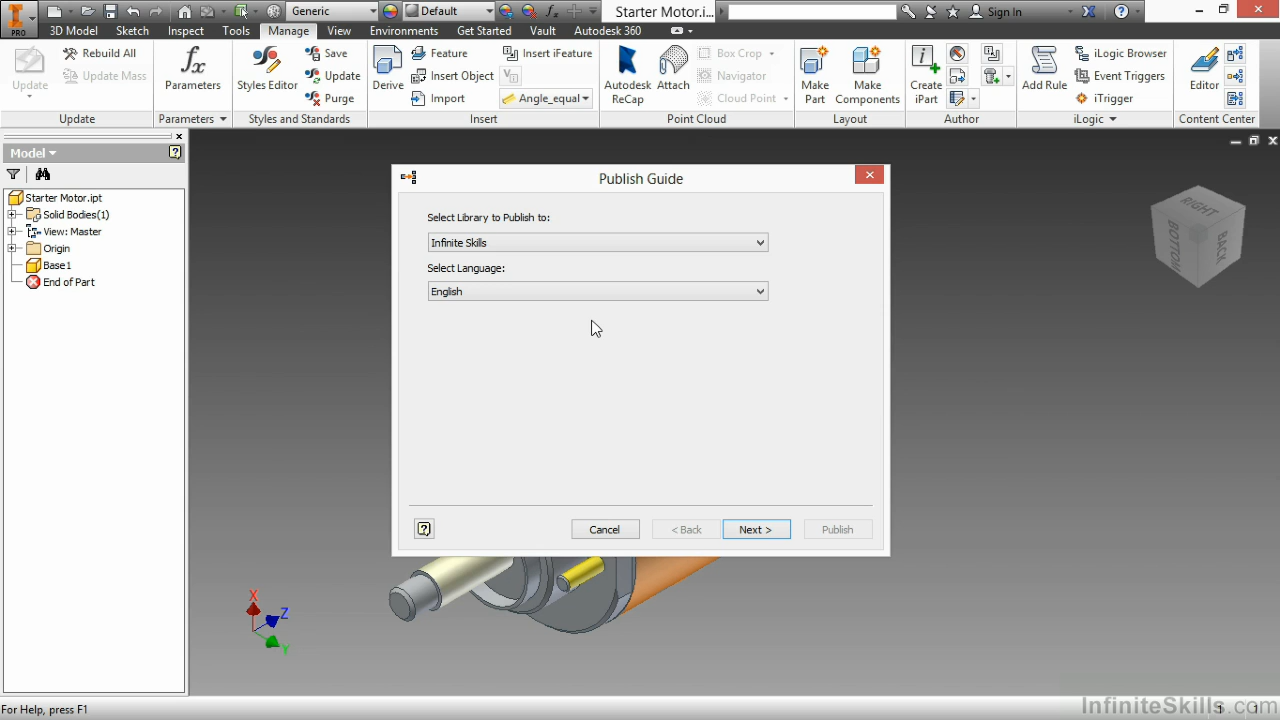 PRO
Generic
Default
Starter Motor.i...
Sign In
3D Model Sketch Inspect Tools Manage View Environments Get Started Vault Autodesk 360
Update
Rebuild All
Update Mass
Update
Parameters
Parameters
Styles Editor
Save
Update
Purge
Styles and Standards
Derive
Feature
Insert Object
Import
Insert iFeature
Angle_equal
Insert
Autodesk ReCap
Attach
Box Crop
Navigator
Cloud Point
Point Cloud
Make Part
Make Components
Layout
Create iPart
Author
Add Rule
iLogic Browser
Event Triggers
iTrigger
iLogic
Editor
Content Center
Model
Starter Motor.ipt
Solid Bodies(1)
View: Master
Origin
Base1
End of Part
Publish Guide
Select Library to Publish to:
Infinite Skills
Select Language:
English
Cancel
< Back
Next >
Publish
RIGHT
BOTTOM
BACK
X
Z
Y
For Help, press F1
1
1
InfiniteSkills.com